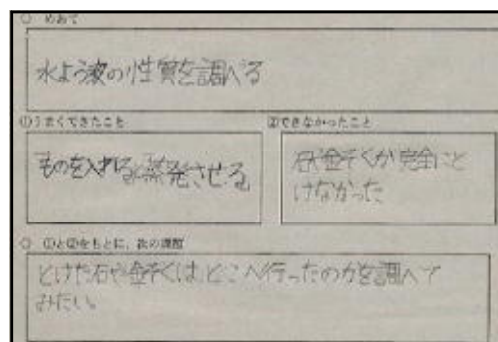 ○ めあて
水よう液の性質を調べる
①うまくできたこと
ものを入れる 蒸発させる
②できなかったこと
石や金ぞくが完全にと
けなかった
○ ①と②をもとに、次の課題
とけた石や金ぞくは、どこへ行ったのかを調べて
みたい。